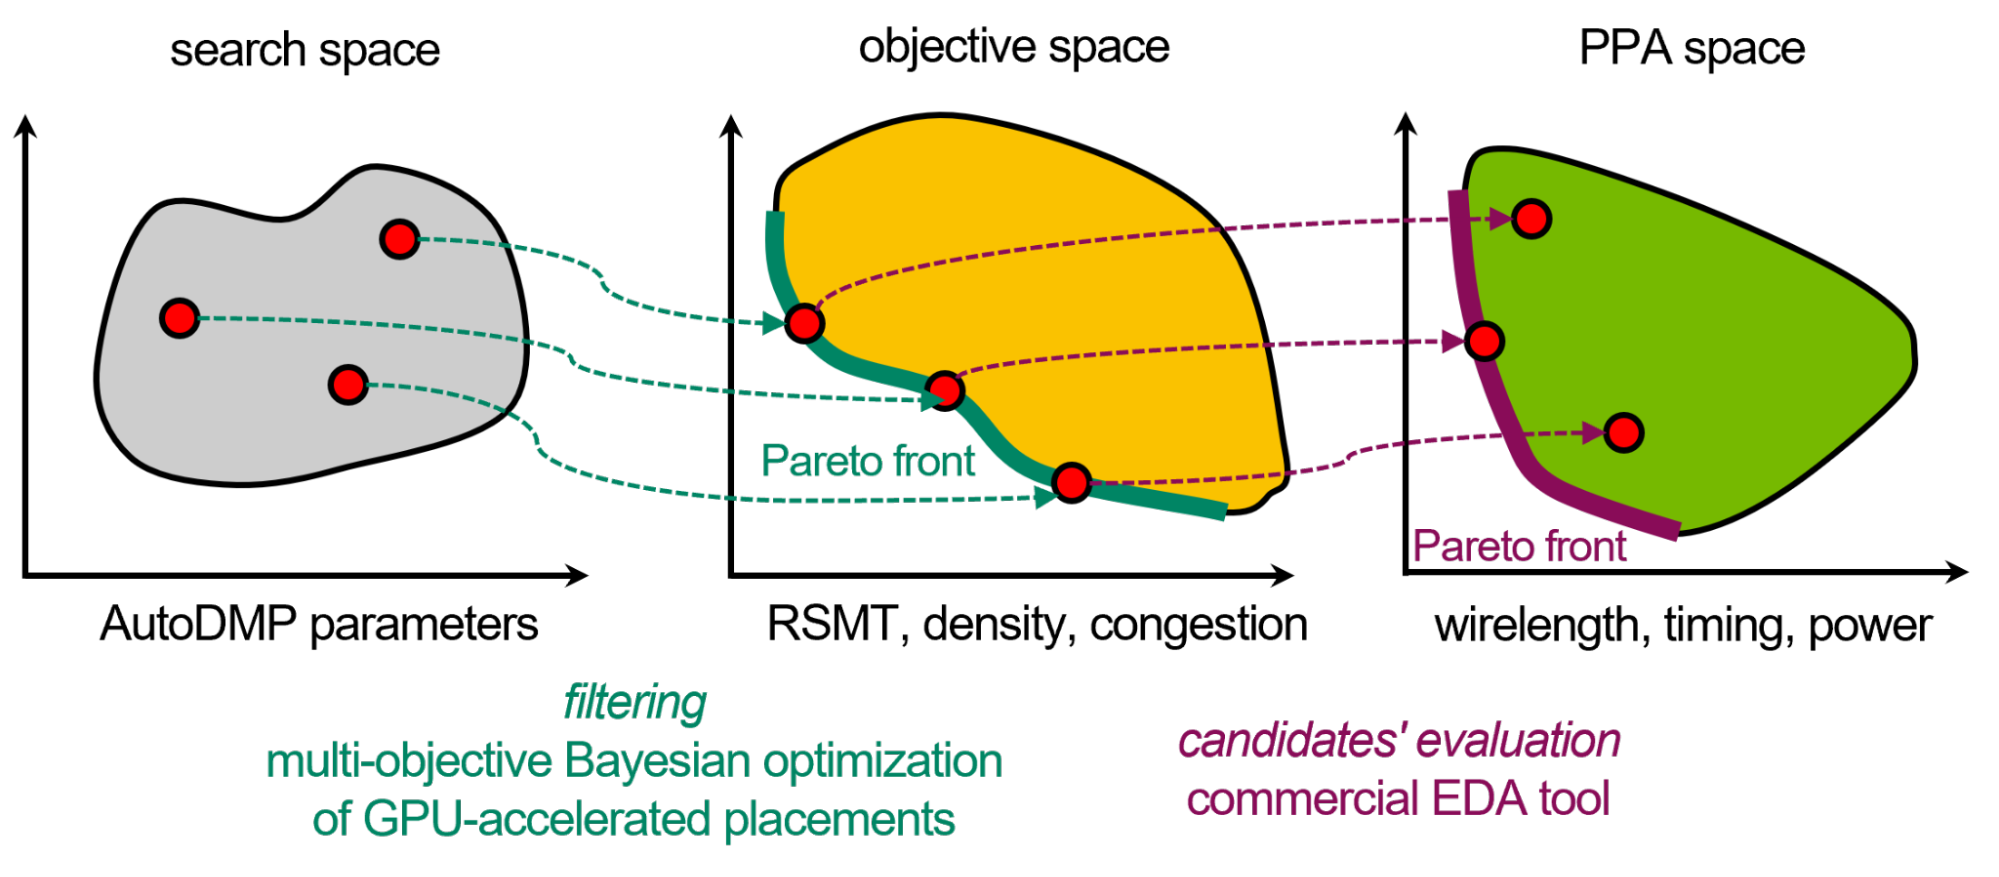 search space
objective space
PPA space
Pareto front
Pareto front
AutoDMP parameters
RSMT, density, congestion
wirelength, timing, power
filtering
multi-objective Bayesian optimization
of GPU-accelerated placements
candidates' evaluation
commercial EDA tool